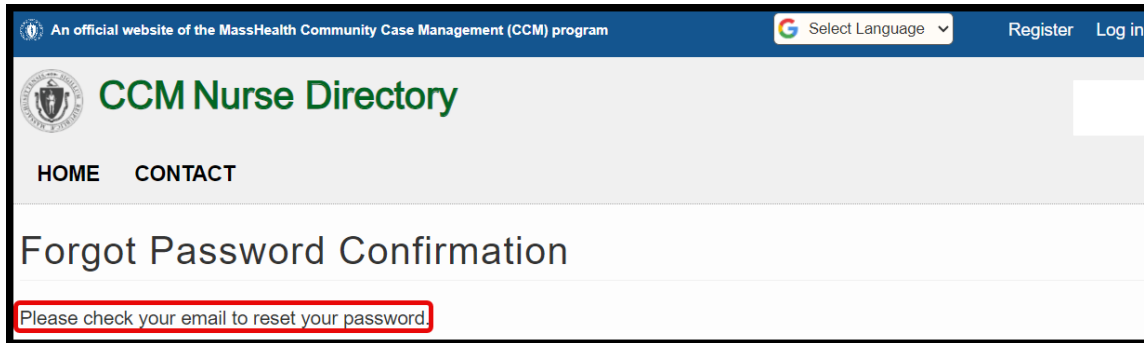 An official website of the MassHealth Community Case Management (CCM) program Select Language Register Log in
CCM Nurse Directory
HOME CONTACT
Forgot Password Confirmation
Please check your email to reset your password.